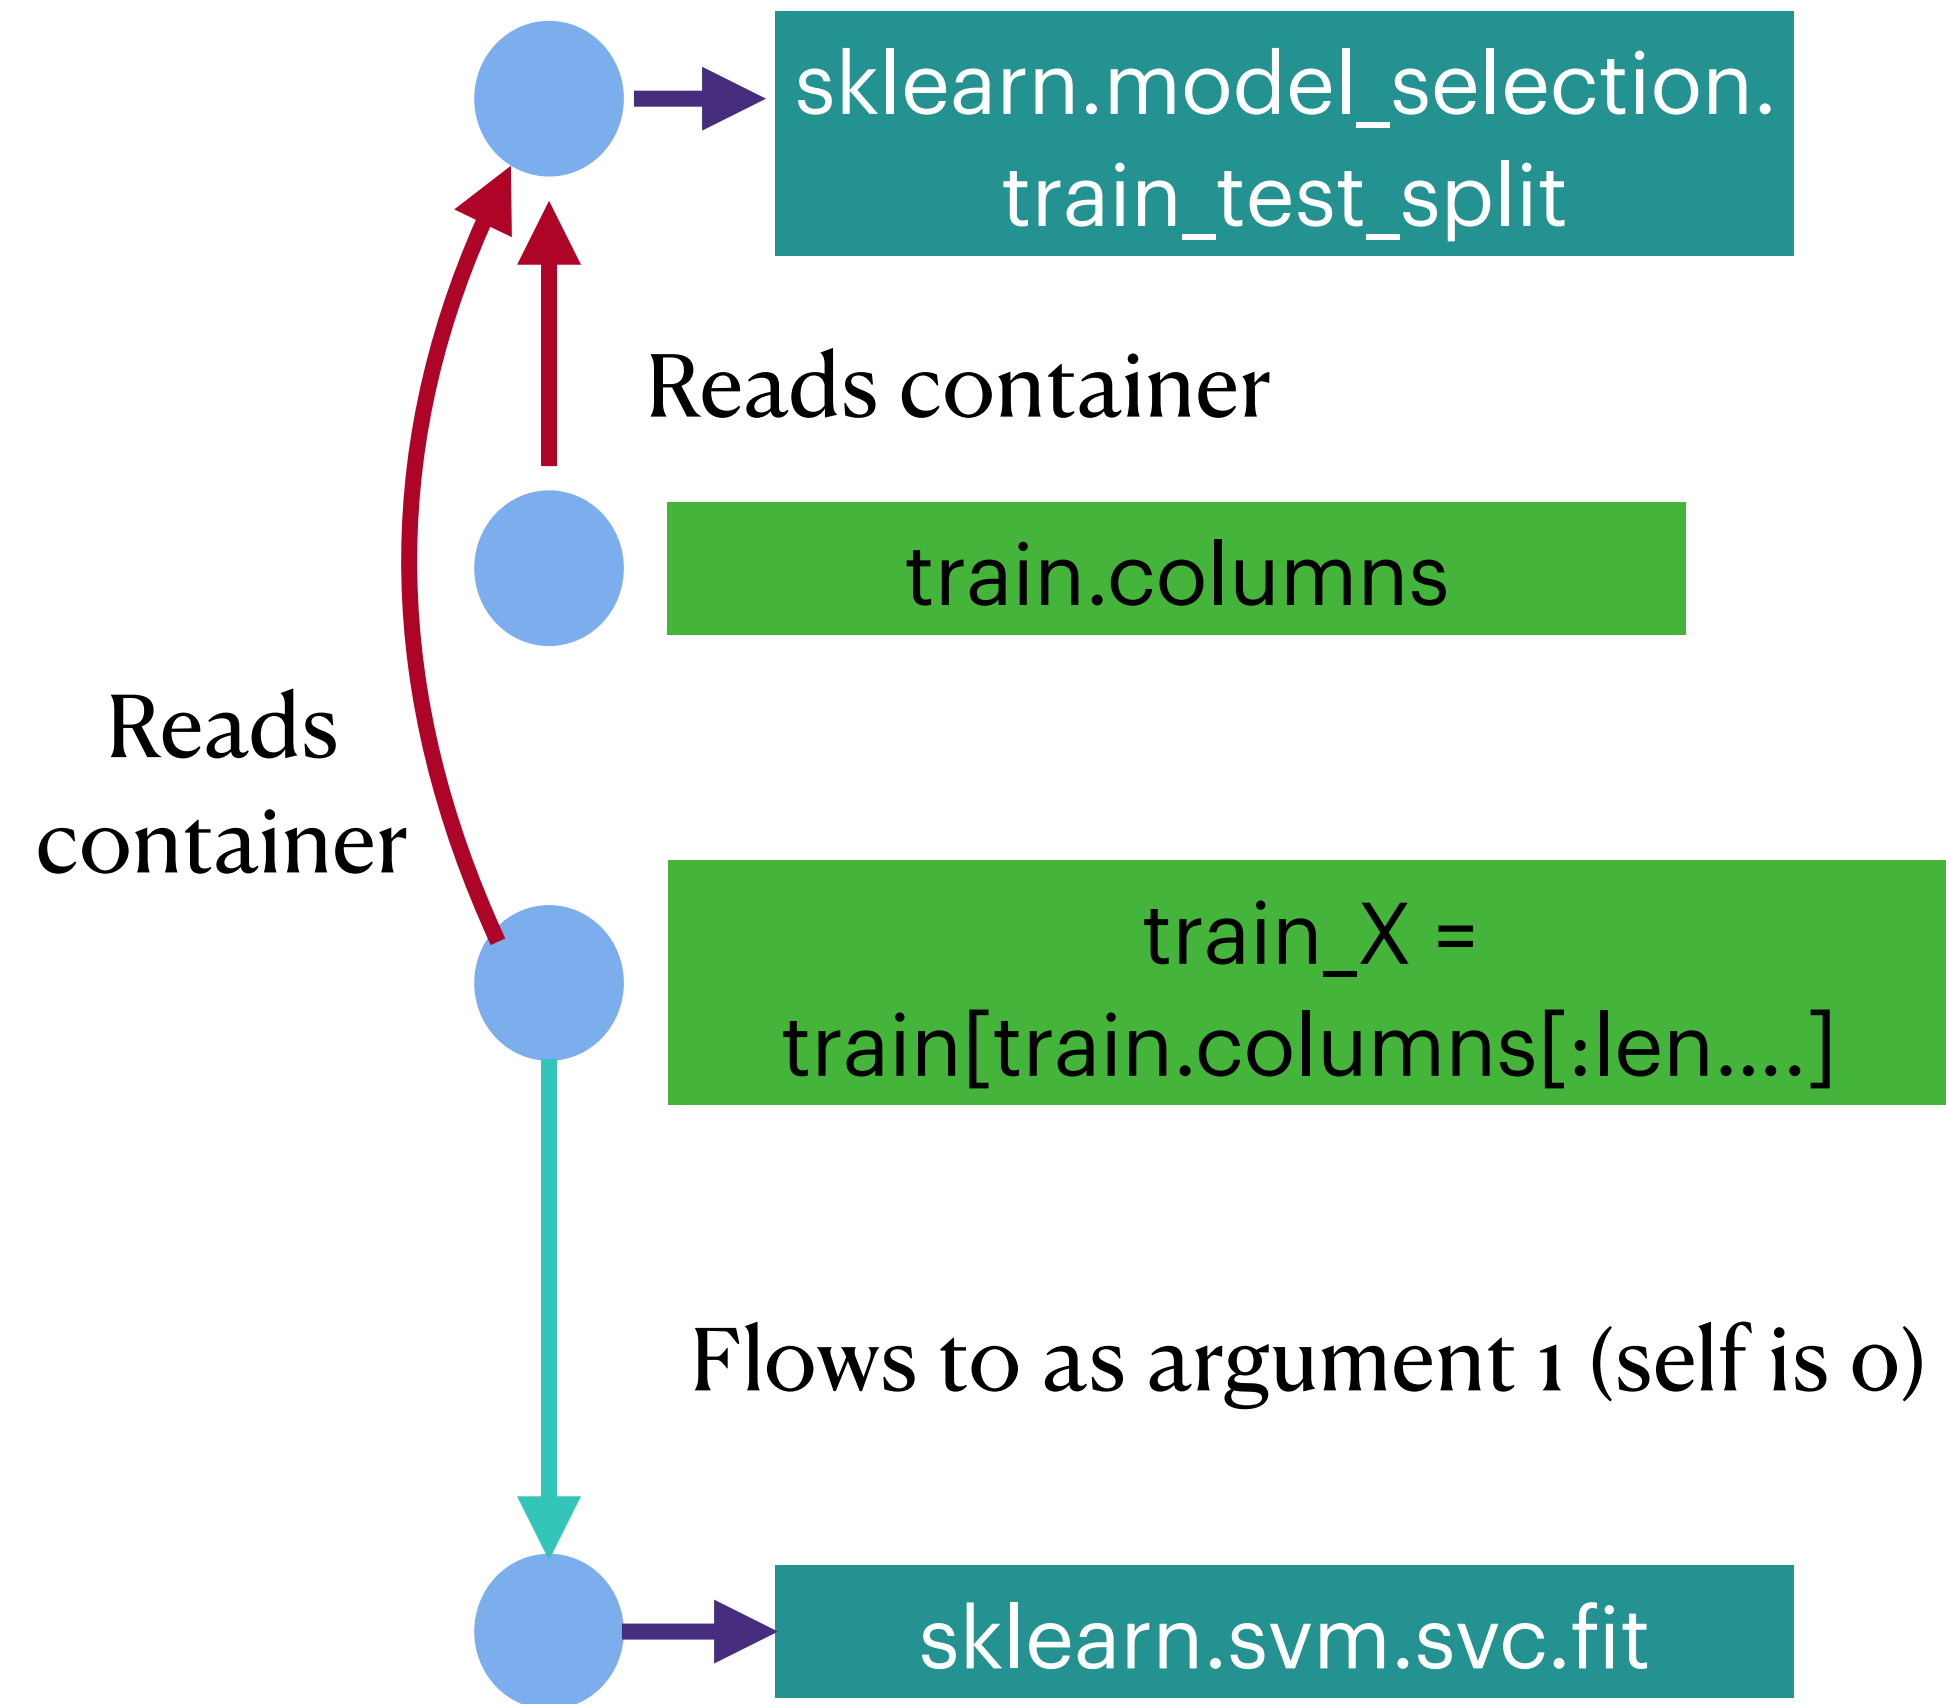 sklearn.model_selection.
train_test_split
Reads container
train.columns
Reads
container
train_X =
train[train.columns[:len....]
Flows to as argument 1 (self is 0)
sklearn.svm.svc.fit